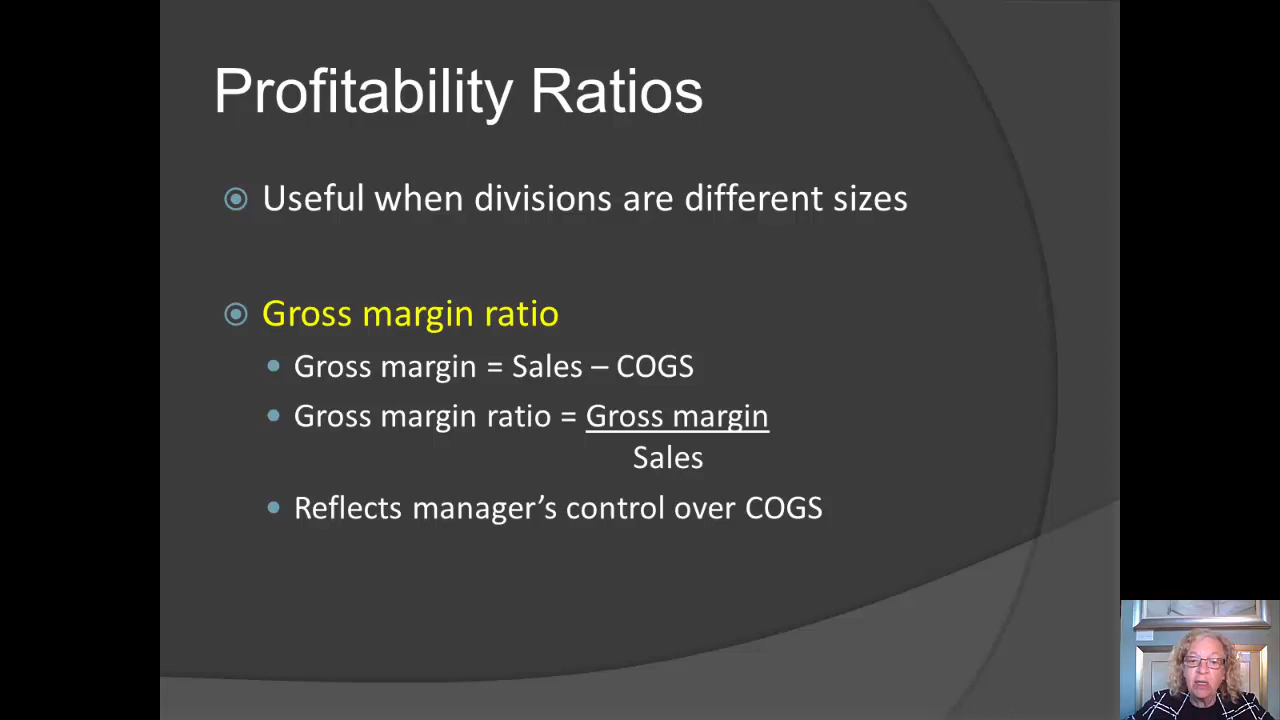 Profitability Ratios
Useful when divisions are different sizes
Gross margin ratio
Gross margin = Sales – COGS
Gross margin ratio = Gross margin
Sales
Reflects manager’s control over COGS